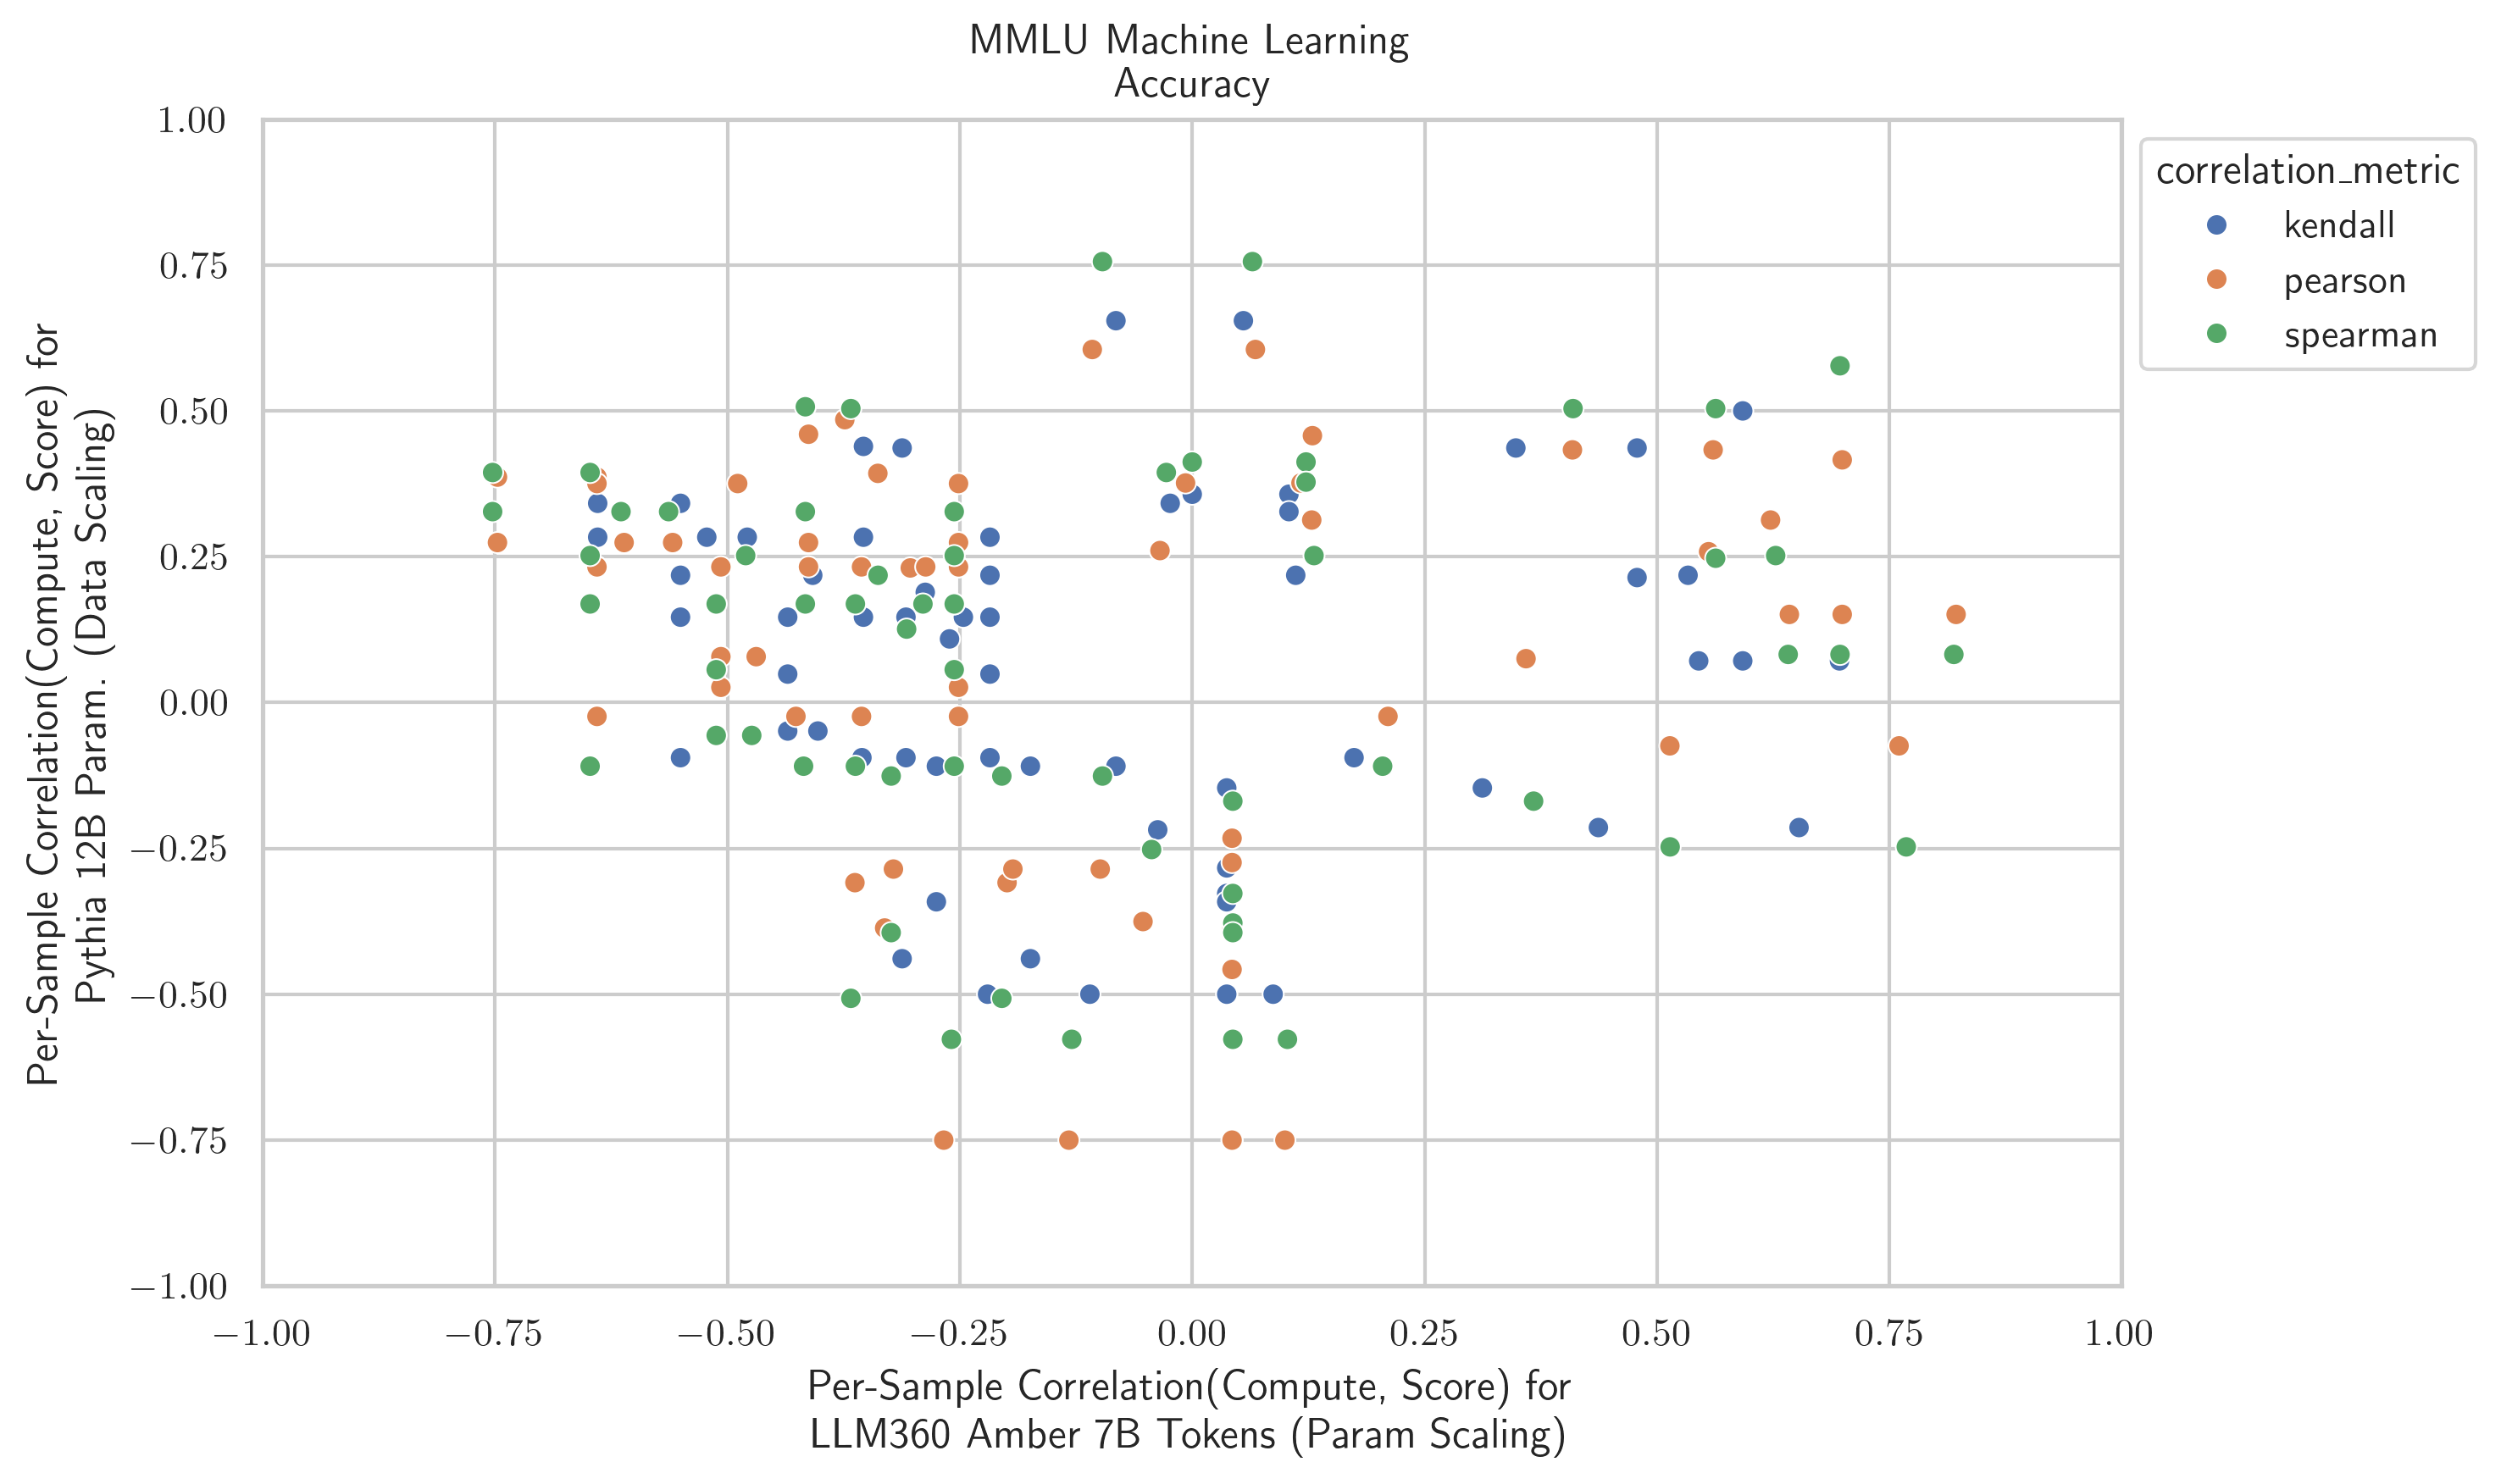 MMLU Machine Learning
Accuracy
Per-Sample Correlation(Compute, Score) for
Pythia 12B Param. (Data Scaling)
1.00
0.75
0.50
0.25
0.00
−0.25
−0.50
−0.75
−1.00
−1.00 −0.75 −0.50 −0.25 0.00 0.25 0.50 0.75 1.00
Per-Sample Correlation(Compute, Score) for
LLM360 Amber 7B Tokens (Param Scaling)
correlation_metric
kendall
pearson
spearman